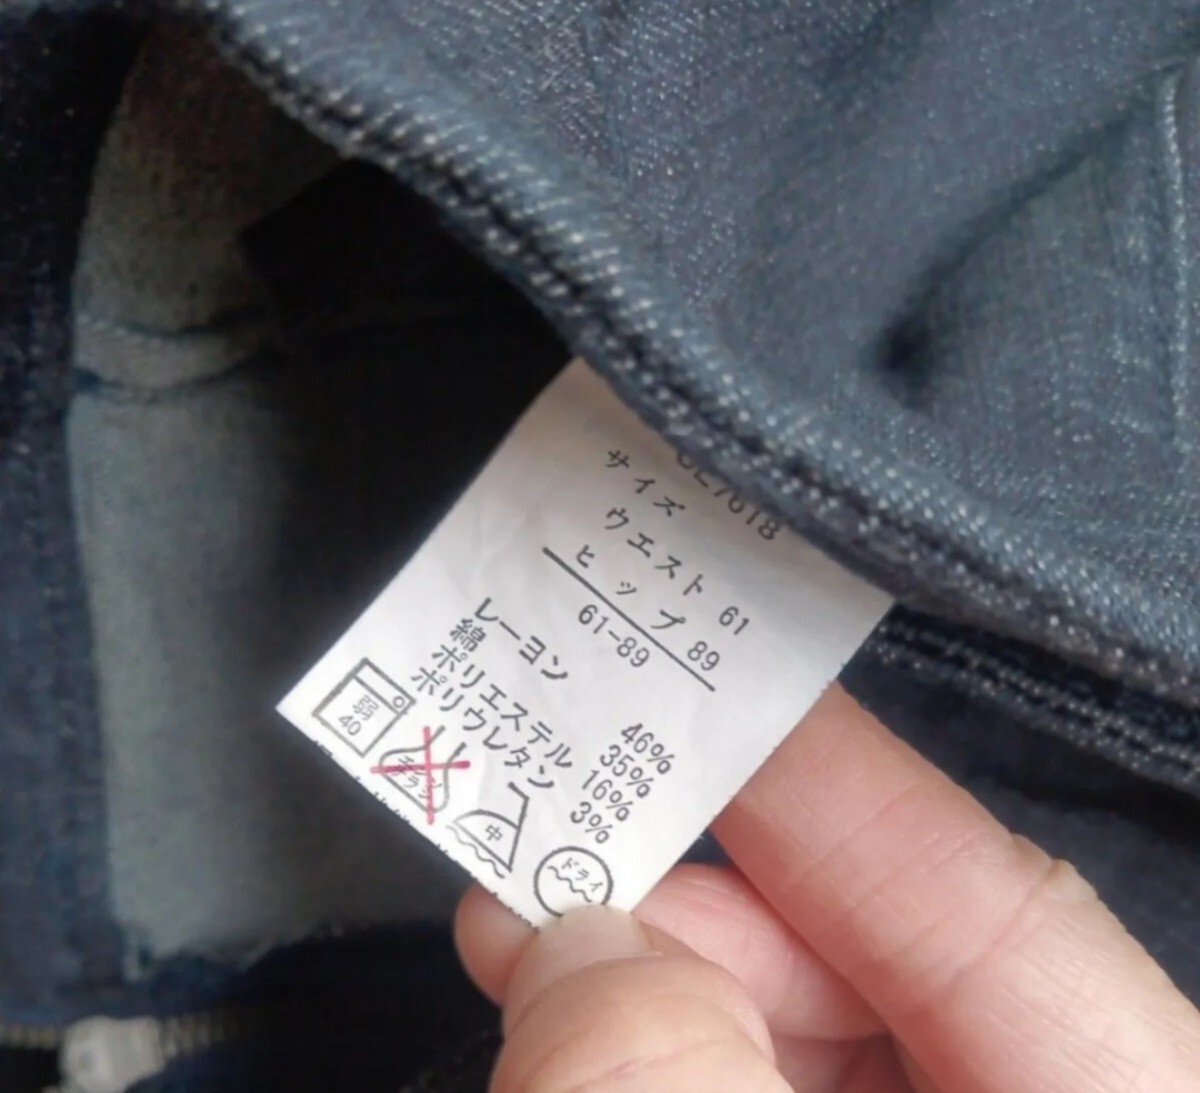 サイズ
ウエスト 61
ヒップ 89
61-89
レーヨン 46%
綿 35%
ポリエステル 16%
ポリウレタン 3%
弱
40
中
ドライ